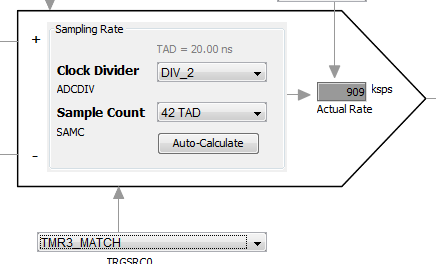 Sampling Rate
TAD = 20.00 ns
+
Clock Divider DIV_2
ADCDIV
909 ksps
Sample Count 42 TAD
Actual Rate
SAMC
Auto-Calculate
-
TMR3_MATCH
TRGSRC0